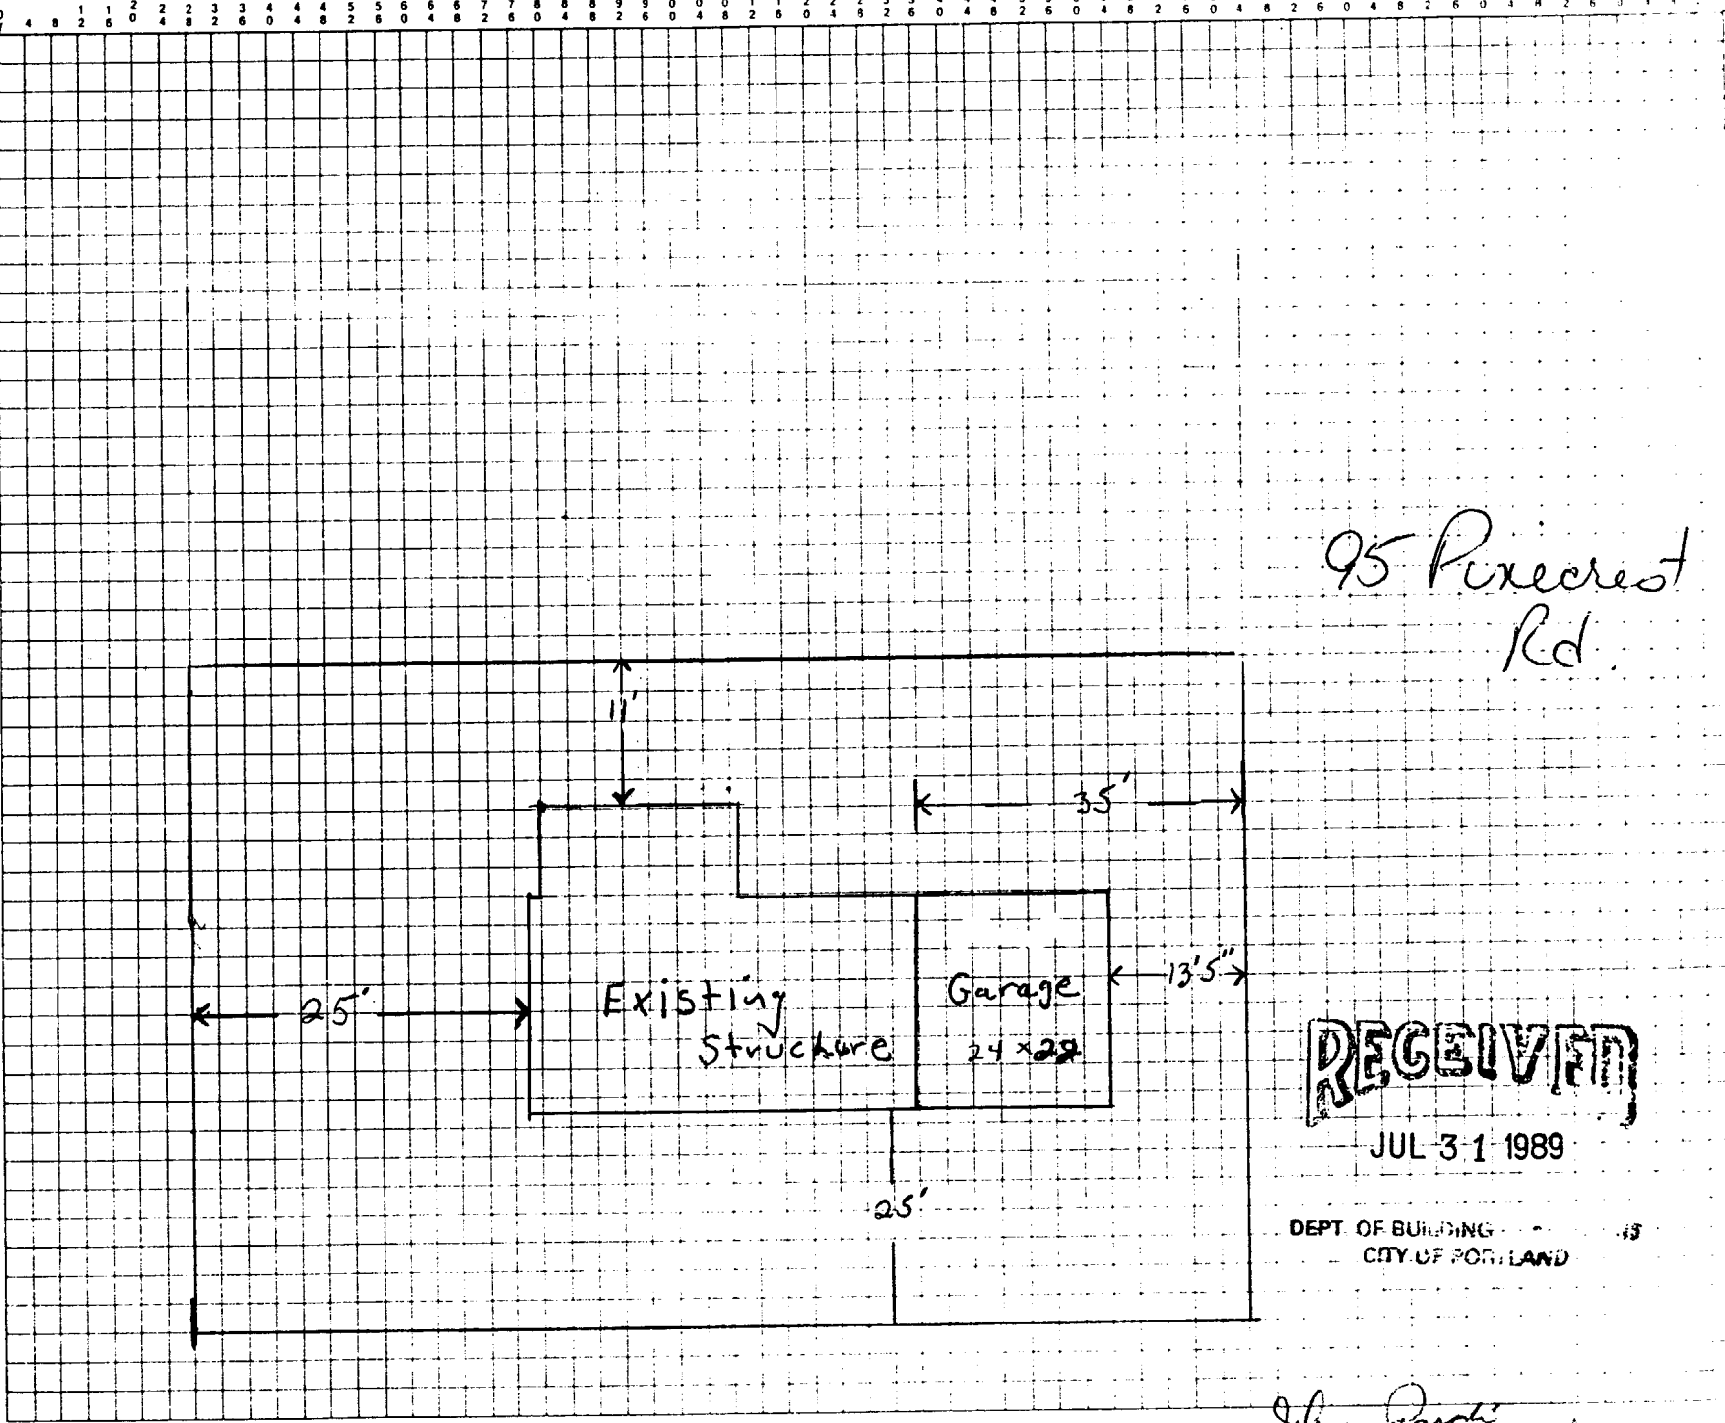 95 Pinecrest
Rd.
11'
35'
Garage
13'5"
25'
Existing
Structure
24 x 22
RECEIVED
JUL 31 1989
25'
DEPT. OF BUILDING
CITY OF PORTLAND